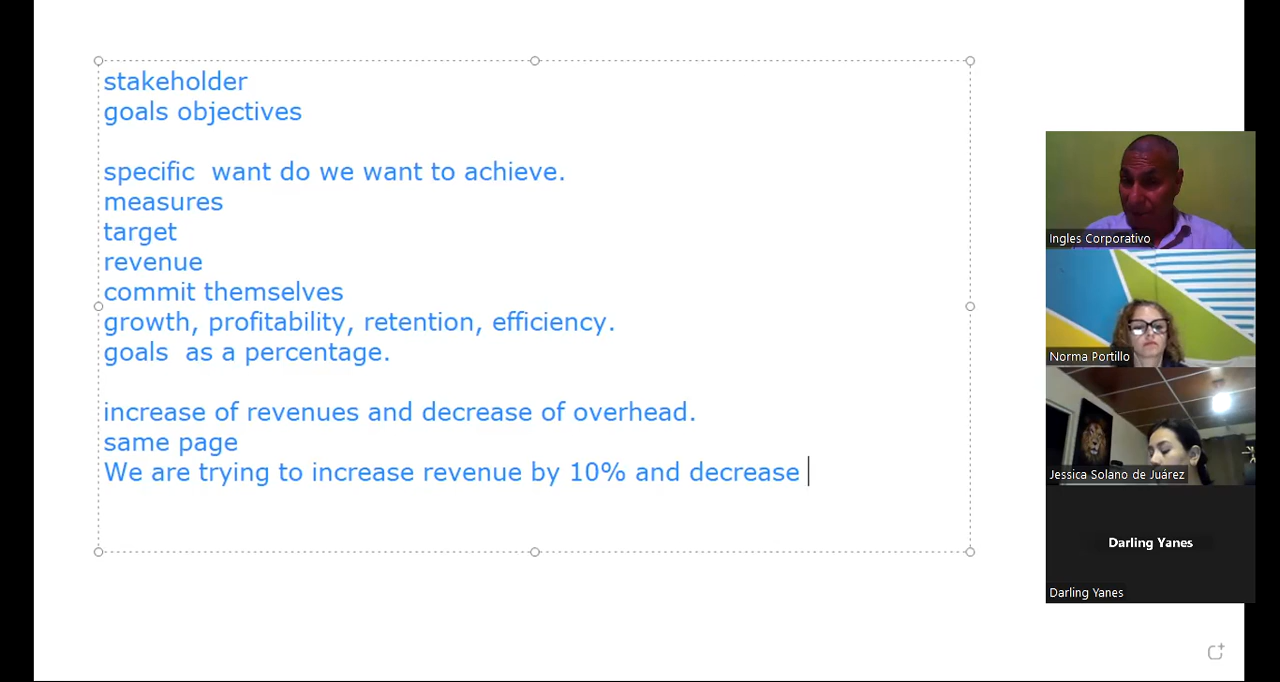 stakeholder
goals objectives
specific  want do we want to achieve.
measures
target
revenue
commit themselves
growth, profitability, retention, efficiency.
goals  as a percentage.
increase of revenues and decrease of overhead.
same page
We are trying to increase revenue by 10% and decrease
Ingles Corporativo
Norma Portillo
Jessica Solano de Juárez
Darling Yanes
Darling Yanes